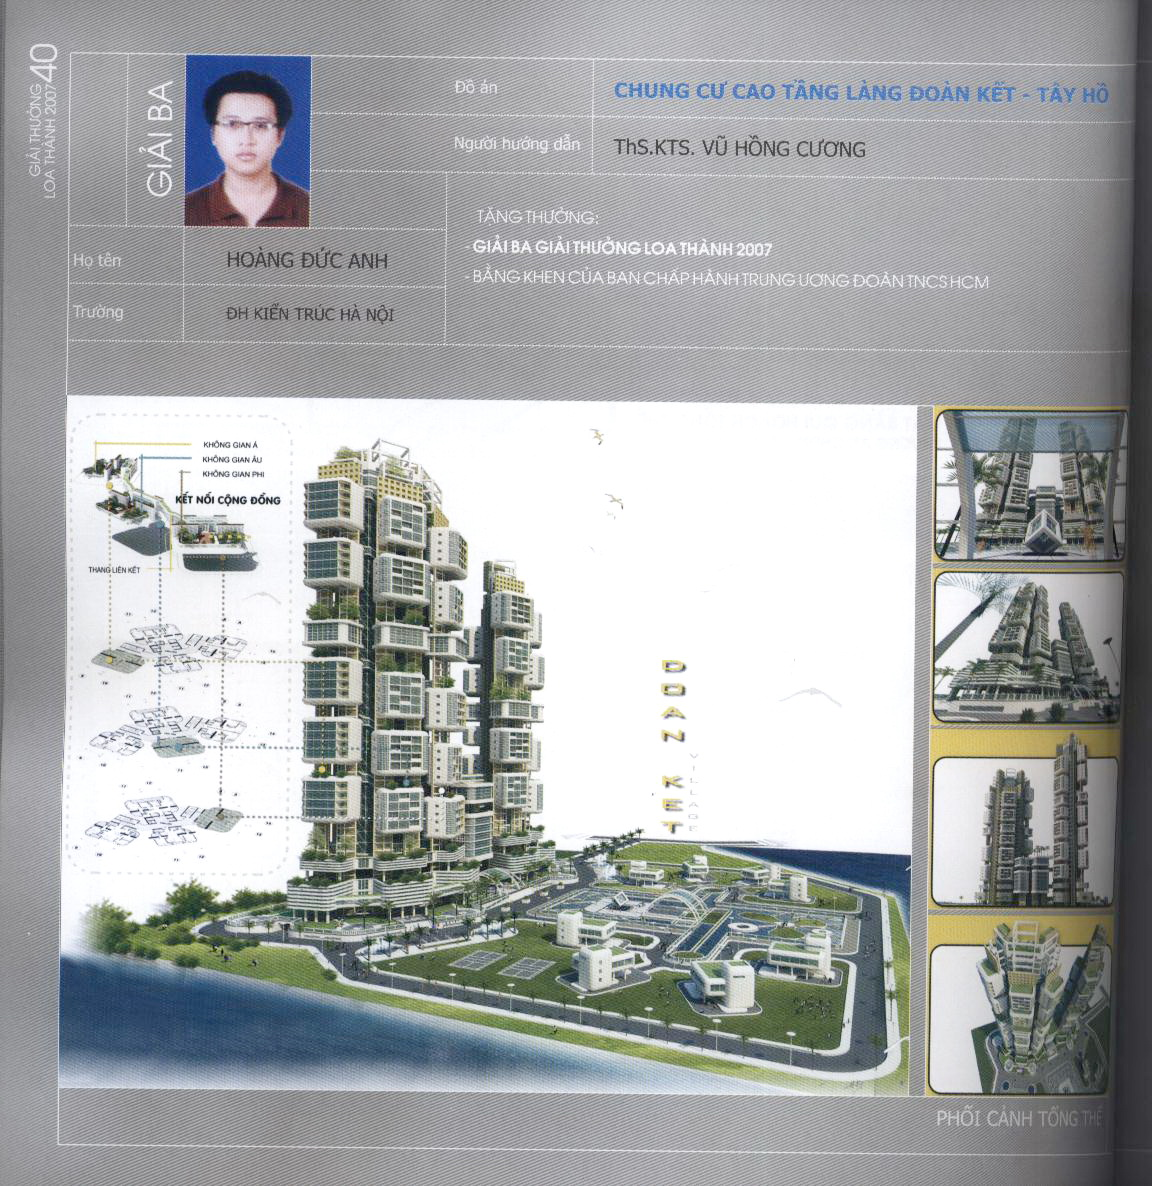 GIẢI THƯỞNG
LOA THÀNH 2007
40
GIẢI BA
Đồ án
CHUNG CƯ CAO TẦNG LÀNG ĐOÀN KẾT - TÂY HỒ
Người hướng dẫn
ThS.KTS. VŨ HỒNG CƯƠNG
TẶNG THƯỞNG:
- GIẢI BA GIẢI THƯỞNG LOA THÀNH 2007
- BẰNG KHEN CỦA BAN CHẤP HÀNH TRUNG ƯƠNG ĐOÀN TNCS HCM
Họ tên
HOÀNG ĐỨC ANH
Trường
ĐH KIẾN TRÚC HÀ NỘI
KHÔNG GIAN Á
KHÔNG GIAN ÂU
KHÔNG GIAN PHI
KẾT NỐI CỘNG ĐỒNG
THANG LIÊN KẾT
DOAN KET
VILLAGE
PHỐI CẢNH TỔNG THỂ